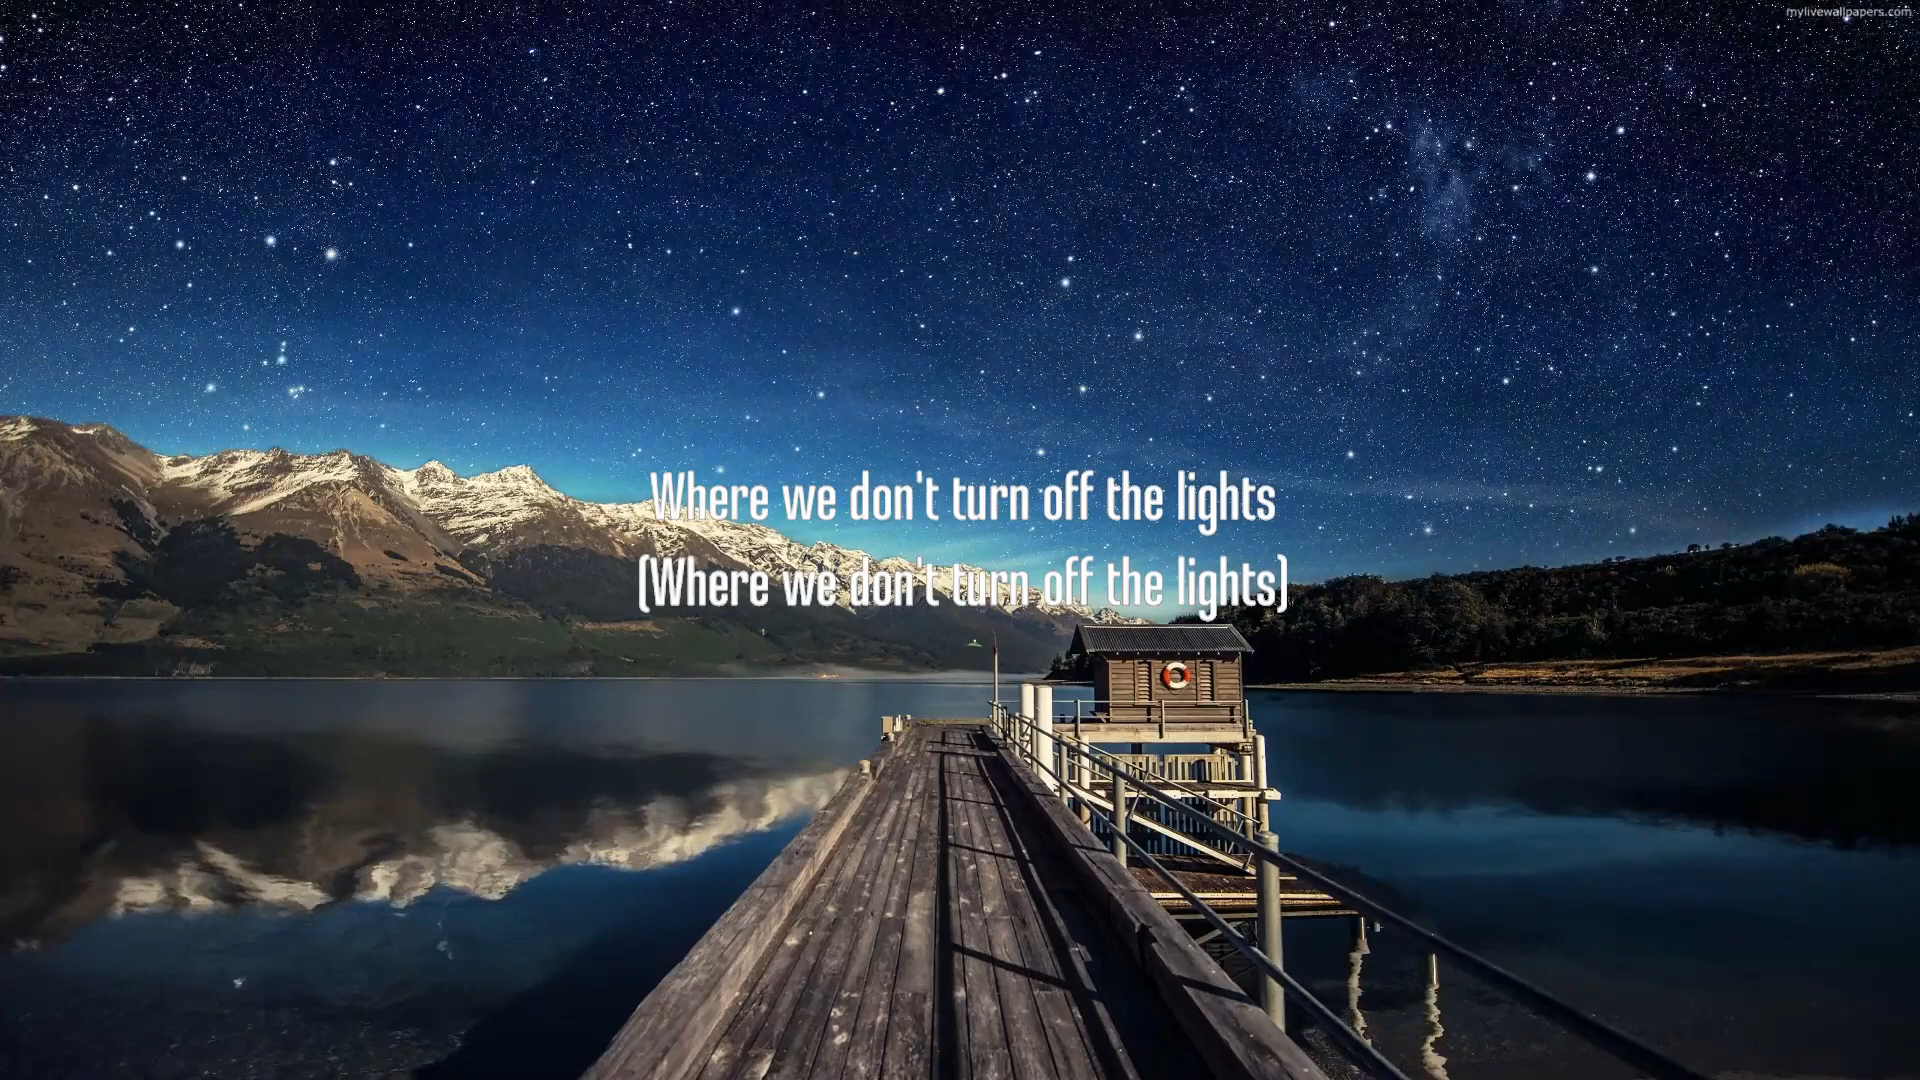 mylivewallpapers.com
Where we don't turn off the lights
(Where we don't turn off the lights)